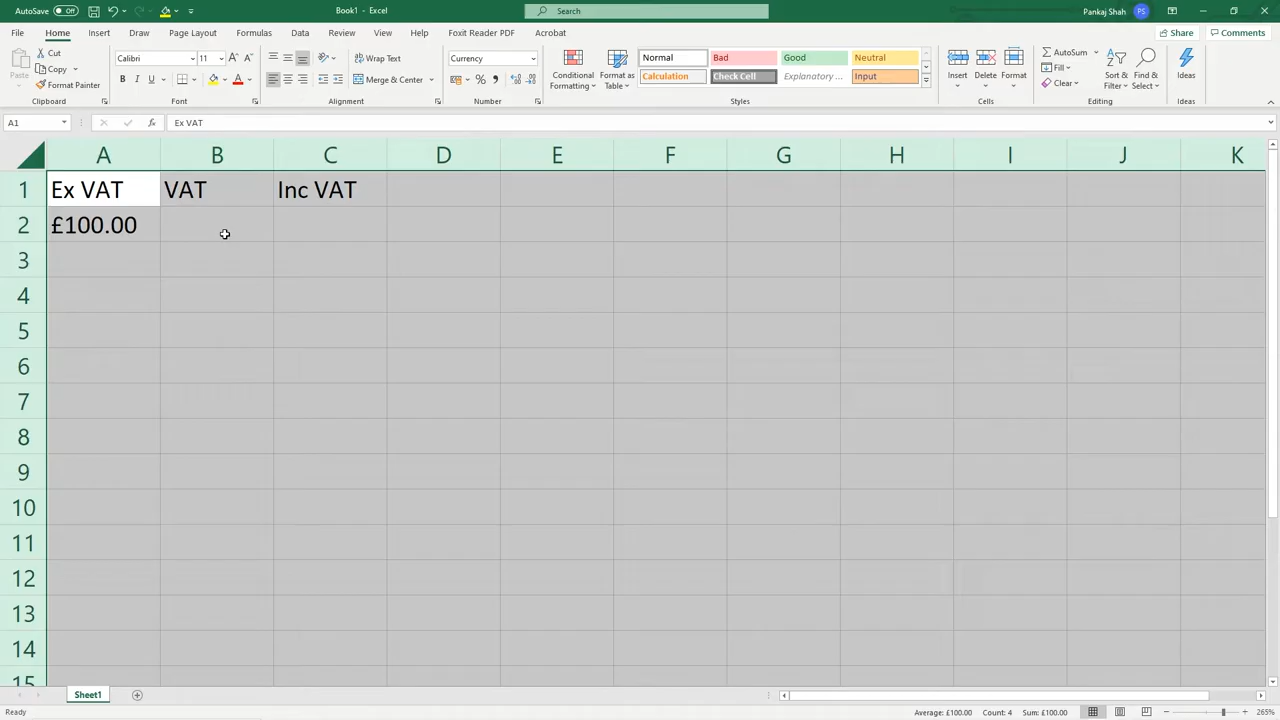 AutoSave Off Book1 - Excel Search Pankaj Shah PS
File Home Insert Draw Page Layout Formulas Data Review View Help Foxit Reader PDF Acrobat Share Comments
Paste Cut Copy Format Painter Clipboard
Calibri 11 A A B I U A Font
Wrap Text Merge & Center Alignment
Currency % Number
Conditional Formatting Format as Table
Normal Bad Good Neutral
Calculation Check Cell Explanatory ... Input
Styles
Insert Delete Format Cells
AutoSum Fill Clear Sort & Filter Find & Select Editing
Ideas Ideas
A1 fx Ex VAT
A B C D E F G H I J K
1 Ex VAT VAT Inc VAT
2 £100.00
3
4
5
6
7
8
9
10
11
12
13
14
15
Sheet1
Ready Average: £100.00 Count: 4 Sum: £100.00 265%